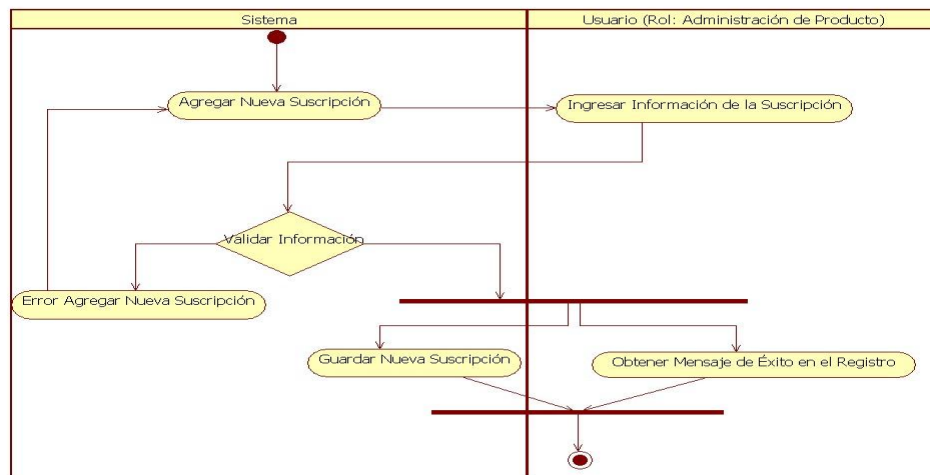 Sistema
Usuario (Rol: Administración de Producto)
Agregar Nueva Suscripción
Ingresar Información de la Suscripción
Validar Información
Error Agregar Nueva Suscripción
Guardar Nueva Suscripción
Obtener Mensaje de Éxito en el Registro